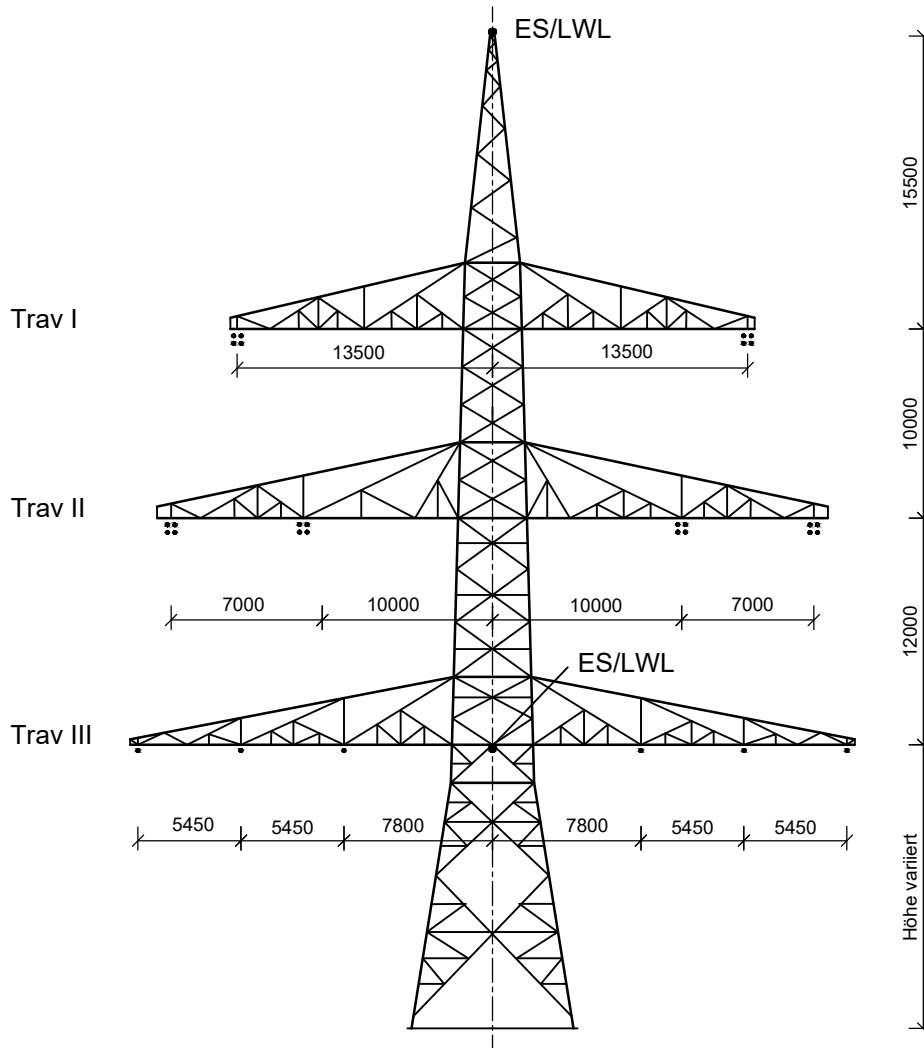 ES/LWL
15500
Trav I
13500 13500
10000
Trav II
7000 10000 10000 7000
12000
ES/LWL
Trav III
5450 5450 7800 7800 5450 5450
Höhe variiert